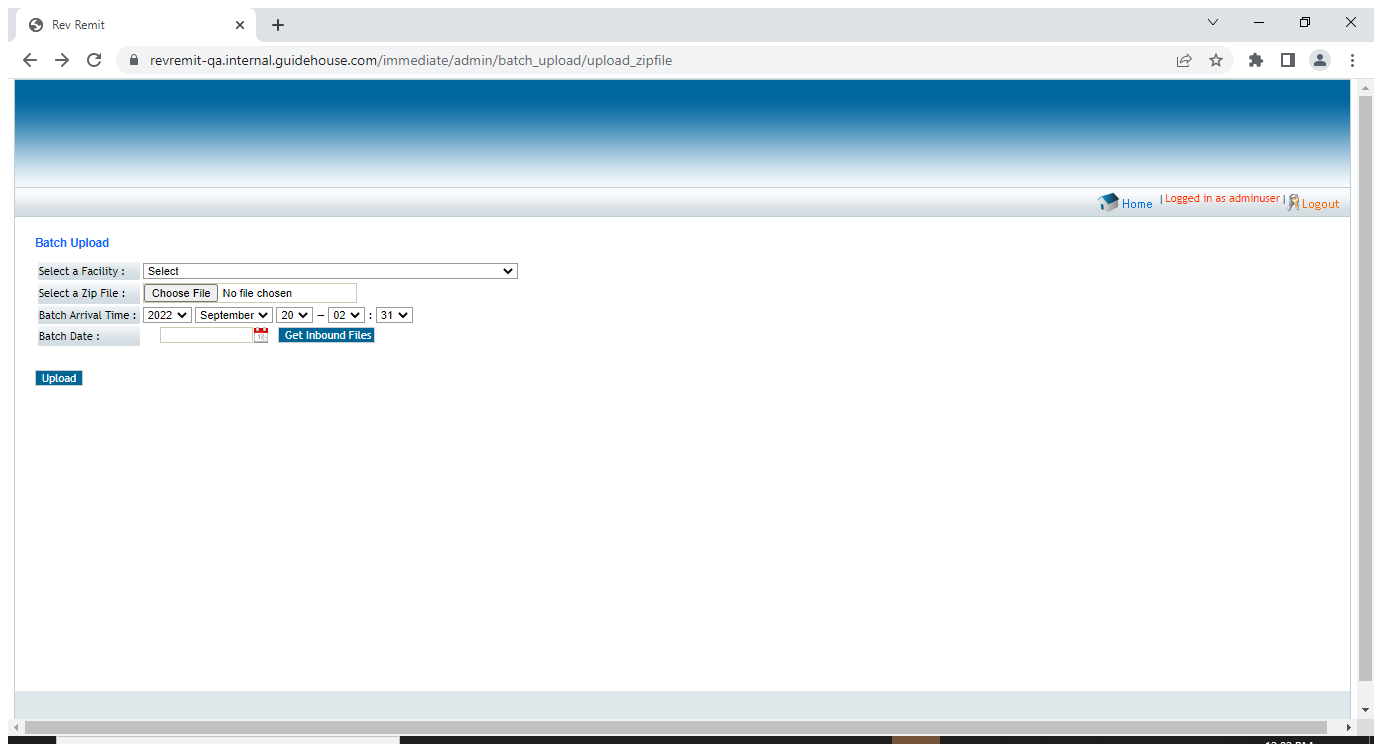 Rev Remit
revremit-qa.internal.guidehouse.com/immediate/admin/batch_upload/upload_zipfile
Home | Logged in as adminuser | Logout
Batch Upload
Select a Facility : Select
Select a Zip File : Choose File No file chosen
Batch Arrival Time : 2022 September 20 — 02 : 31
Batch Date : Get Inbound Files
Upload